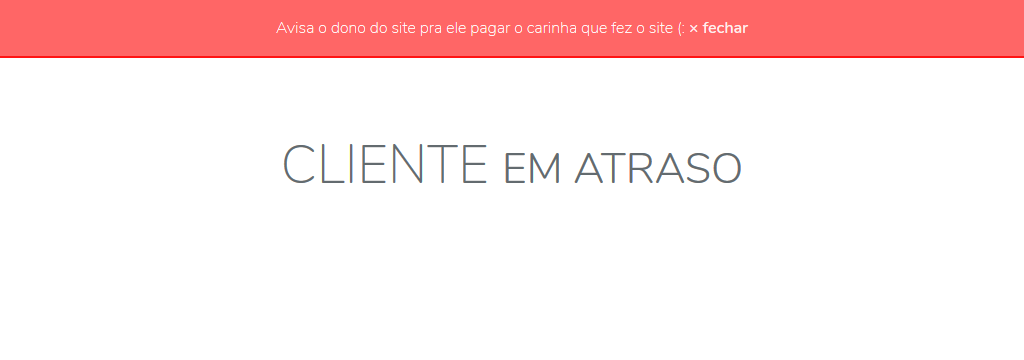 Avisa o dono do site pra ele pagar o carinha que fez o site (: × fechar
CLIENTE EM ATRASO